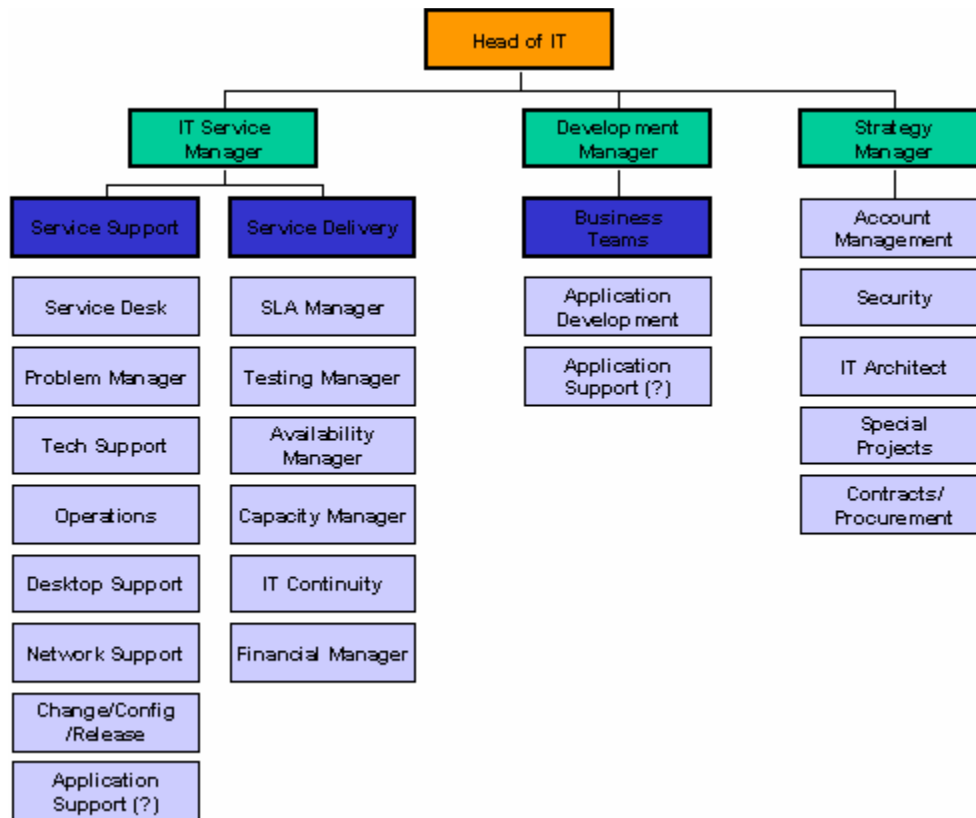 Head of IT
IT Service
Manager
Development
Manager
Strategy
Manager
Service Support
Service Delivery
Business
Teams
Account
Management
Service Desk
SLA Manager
Application
Development
Security
Problem Manager
Testing Manager
Application
Support (?)
IT Architect
Tech Support
Availability
Manager
Special
Projects
Operations
Capacity Manager
Contracts/
Procurement
Desktop Support
IT Continuity
Network Support
Financial Manager
Change/Config
/Release
Application
Support (?)